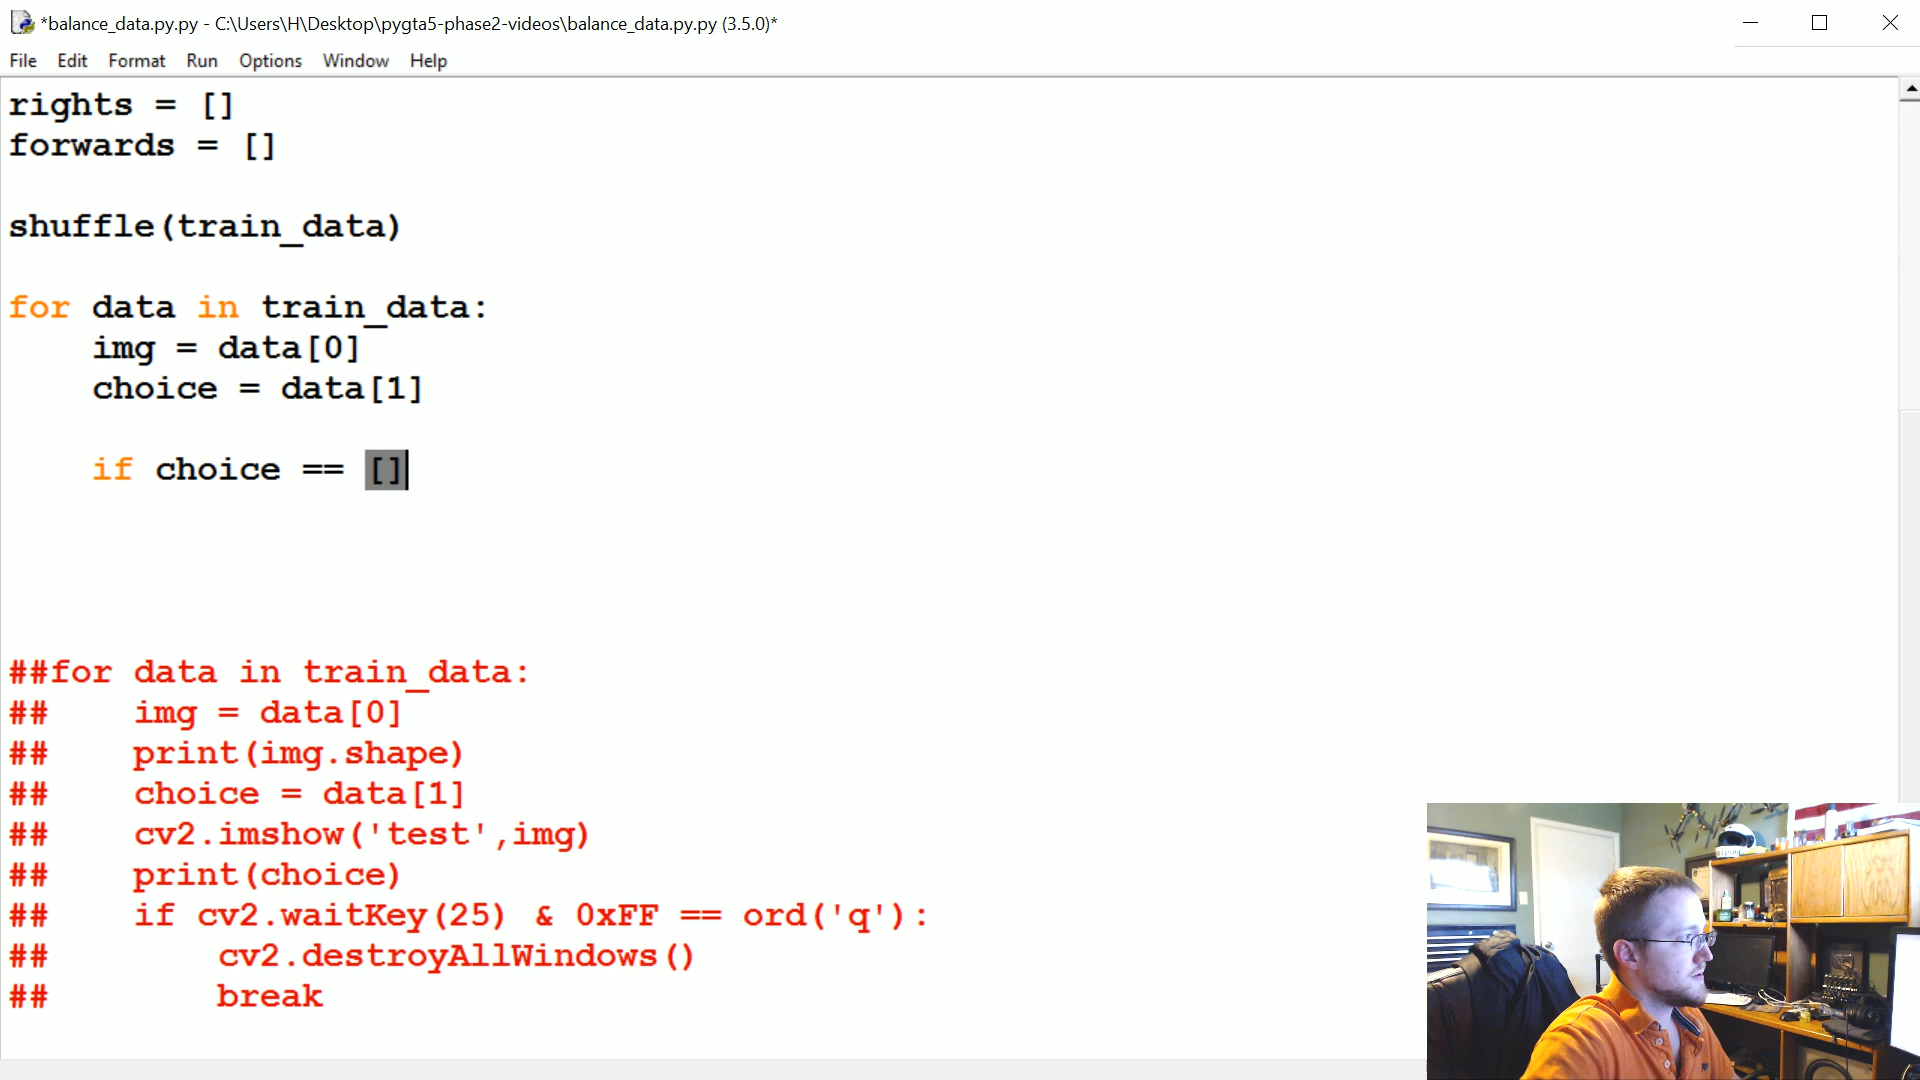 *balance_data.py.py - C:\Users\H\Desktop\pygta5-phase2-videos\balance_data.py.py (3.5.0)*
File Edit Format Run Options Window Help
rights = []
forwards = []
shuffle(train_data)
for data in train_data:
    img = data[0]
    choice = data[1]
    if choice == []
##for data in train_data:
##    img = data[0]
##    print(img.shape)
##    choice = data[1]
##    cv2.imshow('test',img)
##    print(choice)
##    if cv2.waitKey(25) & 0xFF == ord('q'):
##        cv2.destroyAllWindows()
##        break